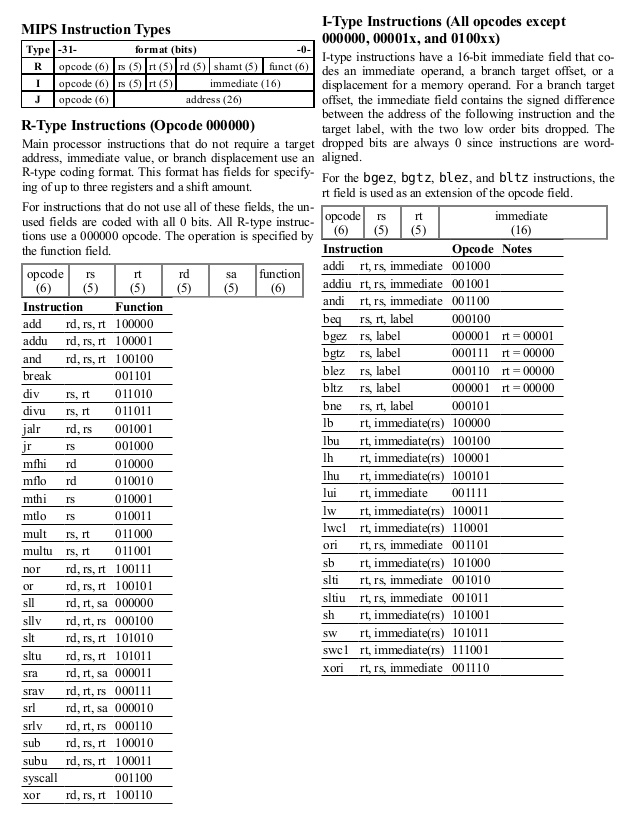 MIPS Instruction Types
Type -31- format (bits) -0-
R opcode (6) rs (5) rt (5) rd (5) shamt (5) funct (6)
I opcode (6) rs (5) rt (5) immediate (16)
J opcode (6) address (26)
R-Type Instructions (Opcode 000000)
Main processor instructions that do not require a target
address, immediate value, or branch displacement use an
R-type coding format. This format has fields for specify-
ing of up to three registers and a shift amount.
For instructions that do not use all of these fields, the un-
used fields are coded with all 0 bits. All R-type instruc-
tions use a 000000 opcode. The operation is specified by
the function field.
opcode rs rt rd sa function
(6) (5) (5) (5) (5) (6)
Instruction Function
add rd, rs, rt 100000
addu rd, rs, rt 100001
and rd, rs, rt 100100
break 001101
div rs, rt 011010
divu rs, rt 011011
jalr rd, rs 001001
jr rs 001000
mfhi rd 010000
mflo rd 010010
mthi rs 010001
mtlo rs 010011
mult rs, rt 011000
multu rs, rt 011001
nor rd, rs, rt 100111
or rd, rs, rt 100101
sll rd, rt, sa 000000
sllv rd, rt, rs 000100
slt rd, rs, rt 101010
sltu rd, rs, rt 101011
sra rd, rt, sa 000011
srav rd, rt, rs 000111
srl rd, rt, sa 000010
srlv rd, rt, rs 000110
sub rd, rs, rt 100010
subu rd, rs, rt 100011
syscall 001100
xor rd, rs, rt 100110
I-Type Instructions (All opcodes except
000000, 00001x, and 0100xx)
I-type instructions have a 16-bit immediate field that co-
des an immediate operand, a branch target offset, or a
displacement for a memory operand. For a branch target
offset, the immediate field contains the signed difference
between the address of the following instruction and the
target label, with the two low order bits dropped. The
dropped bits are always 0 since instructions are word-
aligned.
For the bgez, bgtz, blez, and bltz instructions, the
rt field is used as an extension of the opcode field.
opcode rs rt immediate
(6) (5) (5) (16)
Instruction Opcode Notes
addi rt, rs, immediate 001000
addiu rt, rs, immediate 001001
andi rt, rs, immediate 001100
beq rs, rt, label 000100
bgez rs, label 000001 rt = 00001
bgtz rs, label 000111 rt = 00000
blez rs, label 000110 rt = 00000
bltz rs, label 000001 rt = 00000
bne rs, rt, label 000101
lb rt, immediate(rs) 100000
lbu rt, immediate(rs) 100100
lh rt, immediate(rs) 100001
lhu rt, immediate(rs) 100101
lui rt, immediate 001111
lw rt, immediate(rs) 100011
lwc1 rt, immediate(rs) 110001
ori rt, rs, immediate 001101
sb rt, immediate(rs) 101000
slti rt, rs, immediate 001010
sltiu rt, rs, immediate 001011
sh rt, immediate(rs) 101001
sw rt, immediate(rs) 101011
swc1 rt, immediate(rs) 111001
xori rt, rs, immediate 001110